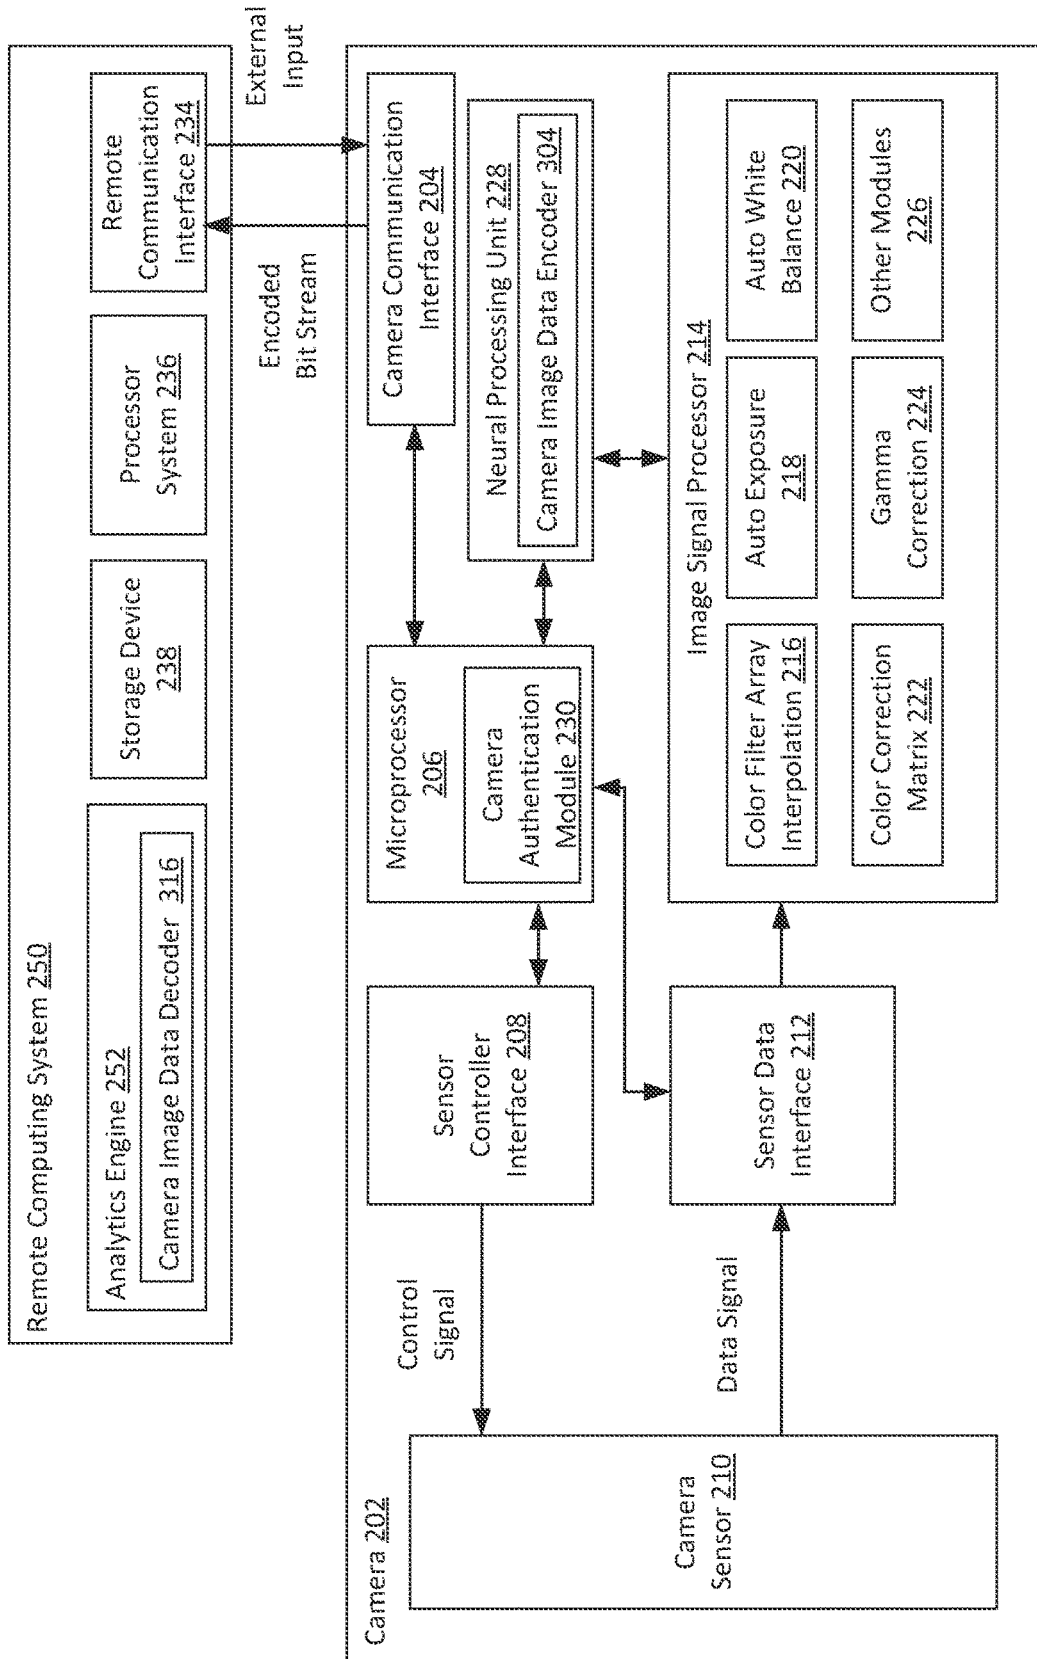 Remote Computing System 250
Analytics Engine 252
Camera Image Data Decoder 316
Storage Device
238
Processor
System 236
Remote
Communication
Interface 234
Encoded
Bit Stream
External
Input
Camera 202
Camera
Sensor 210
Control
Signal
Data Signal
Sensor
Controller
Interface 208
Sensor Data
Interface 212
Microprocessor
206
Camera
Authentication
Module 230
Camera Communication
Interface 204
Neural Processing Unit 228
Camera Image Data Encoder 304
Image Signal Processor 214
Color Filter Array
Interpolation 216
Auto Exposure
218
Auto White
Balance 220
Color Correction
Matrix 222
Gamma
Correction 224
Other Modules
226